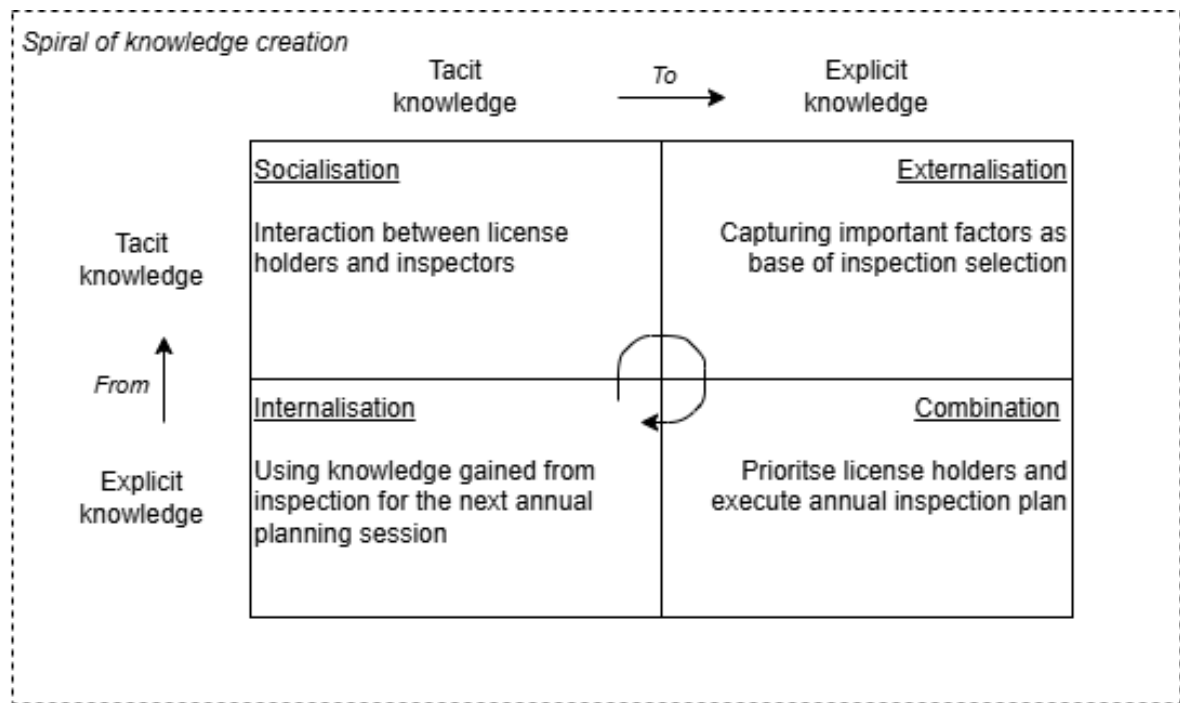 Spiral of knowledge creation
Tacit
knowledge
To
Explicit
knowledge
Socialisation
Externalisation
Interaction between license
holders and inspectors
Capturing important factors as
base of inspection selection
Tacit
knowledge
From
Explicit
knowledge
Internalisation
Combination
Using knowledge gained from
inspection for the next annual
planning session
Prioritse license holders and
execute annual inspection plan